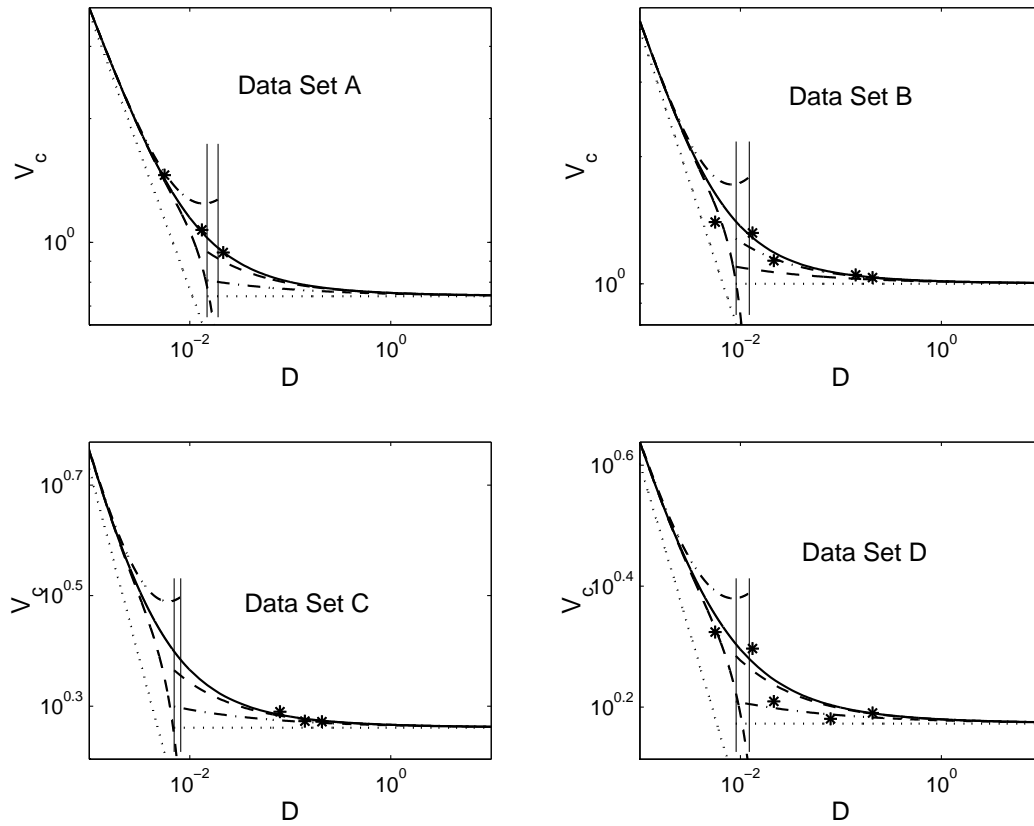 Data Set A
V_c
10^0
10^-2
10^0
D
Data Set B
V_c
10^0
10^-2
10^0
D
10^0.7
10^0.5
10^0.3
V_c
Data Set C
10^-2
10^0
D
10^0.6
10^0.4
10^0.2
V_c
Data Set D
10^-2
10^0
D